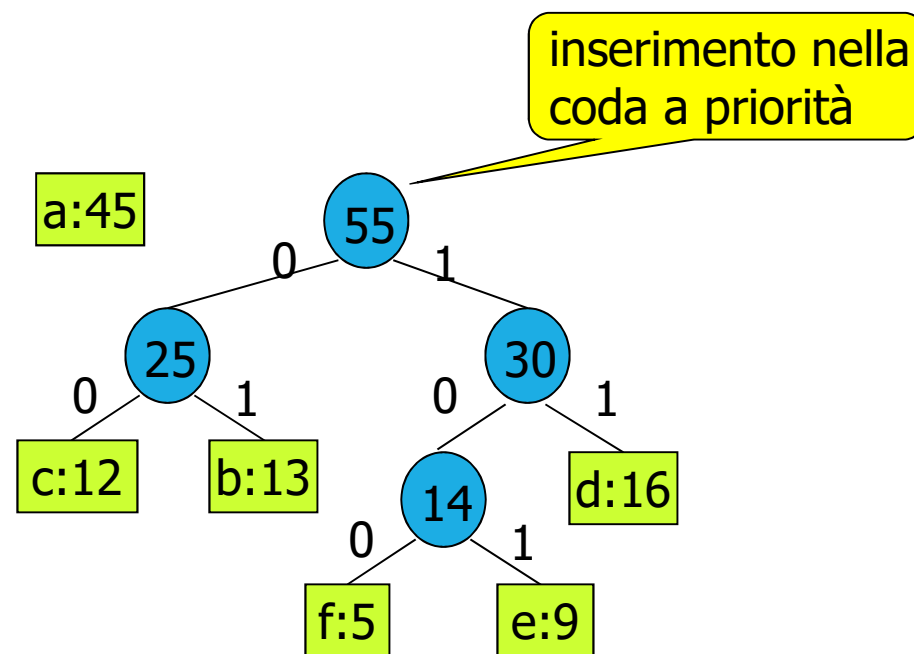 inserimento nella
coda a priorità
a:45
55
0 1
25 30
0 1 0 1
c:12 b:13 14 d:16
0 1
f:5 e:9